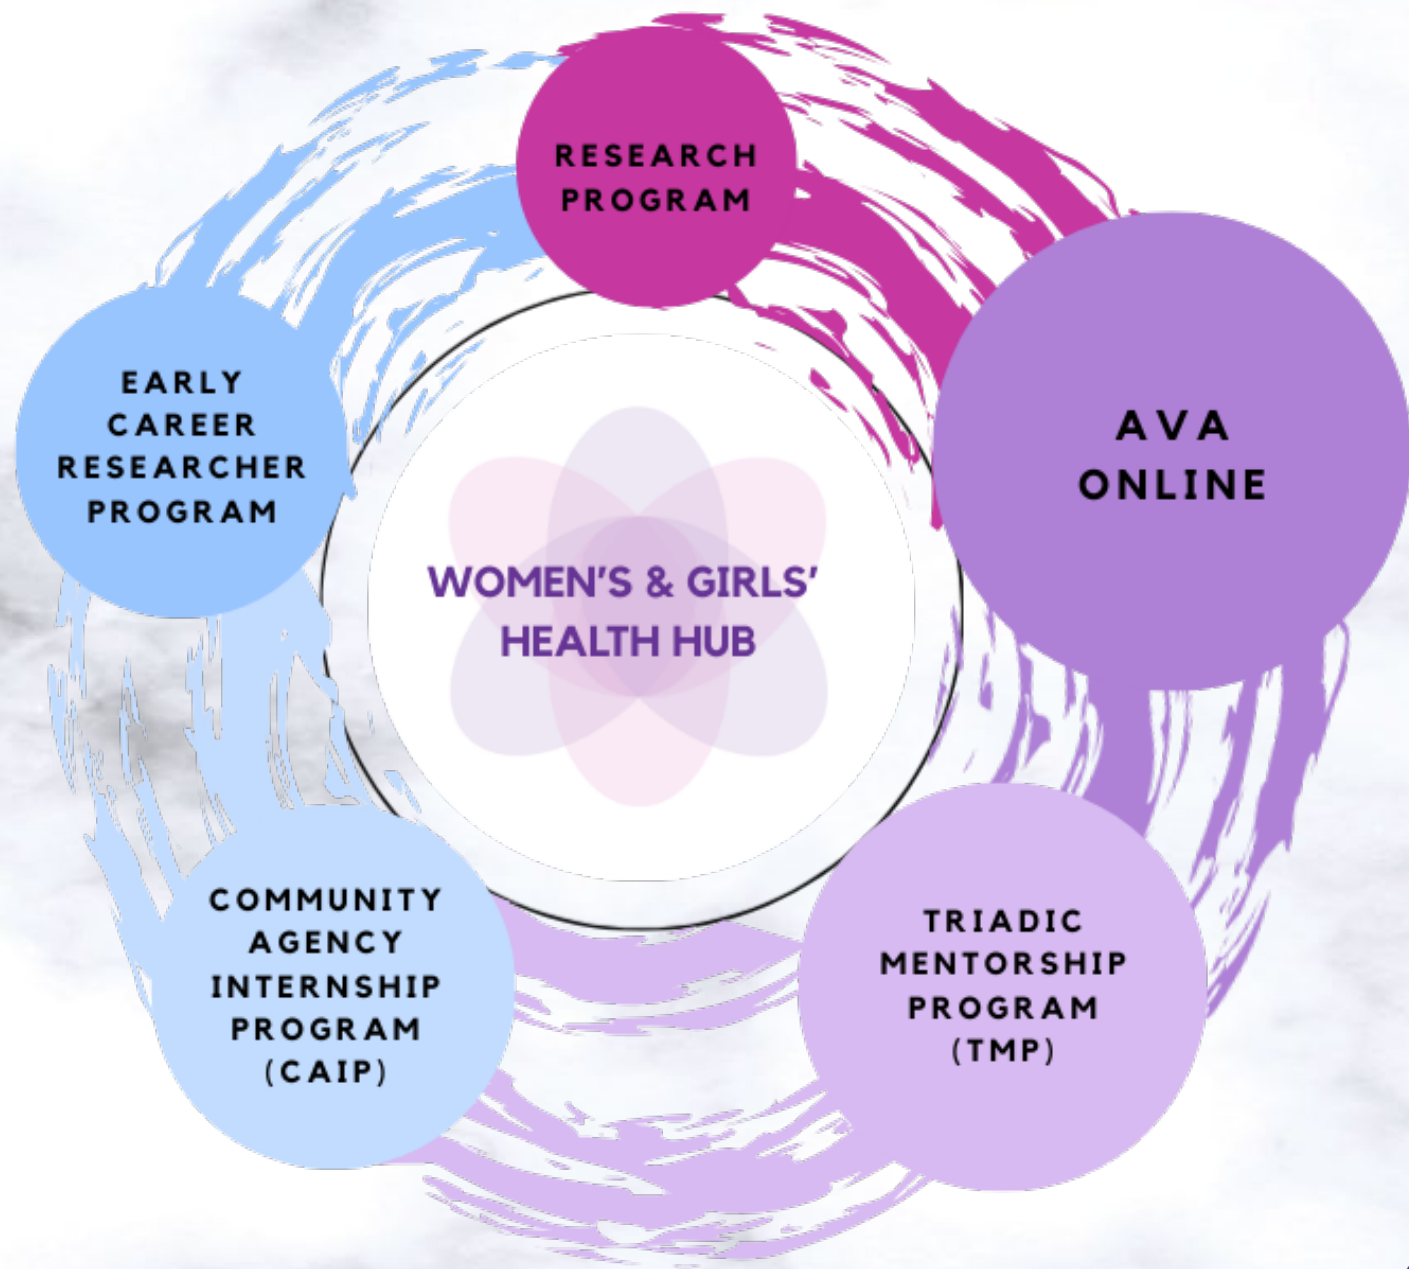 RESEARCH
PROGRAM
AVA
ONLINE
TRIADIC
MENTORSHIP
PROGRAM
(TMP)
COMMUNITY
AGENCY
INTERNSHIP
PROGRAM
(CAIP)
EARLY
CAREER
RESEARCHER
PROGRAM
WOMEN'S & GIRLS'
HEALTH HUB